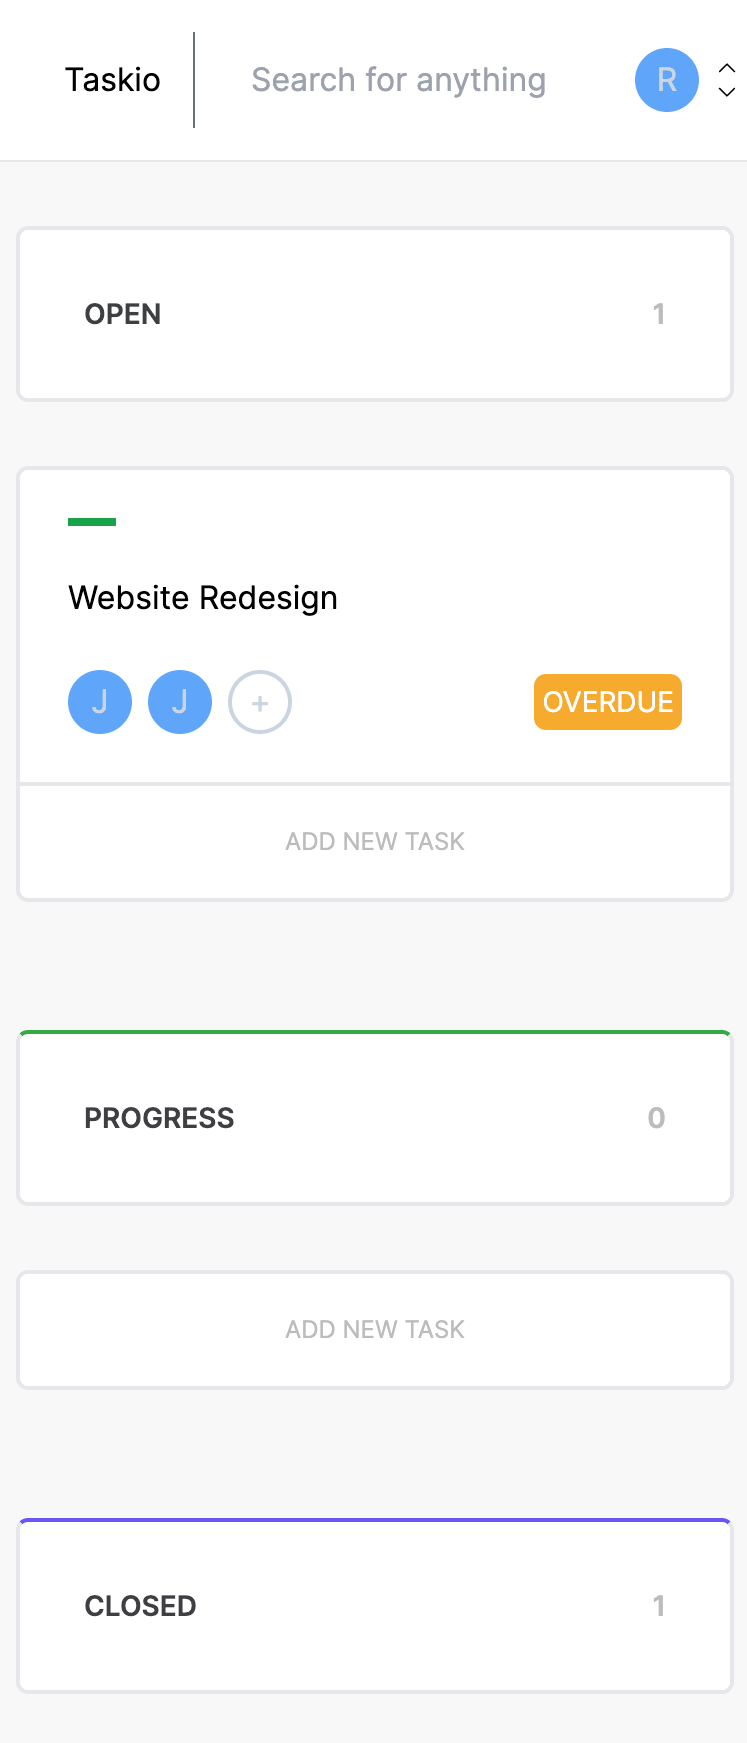 Taskio
Search for anything
R
OPEN
1
Website Redesign
J
J
+
OVERDUE
ADD NEW TASK
PROGRESS
0
ADD NEW TASK
CLOSED
1